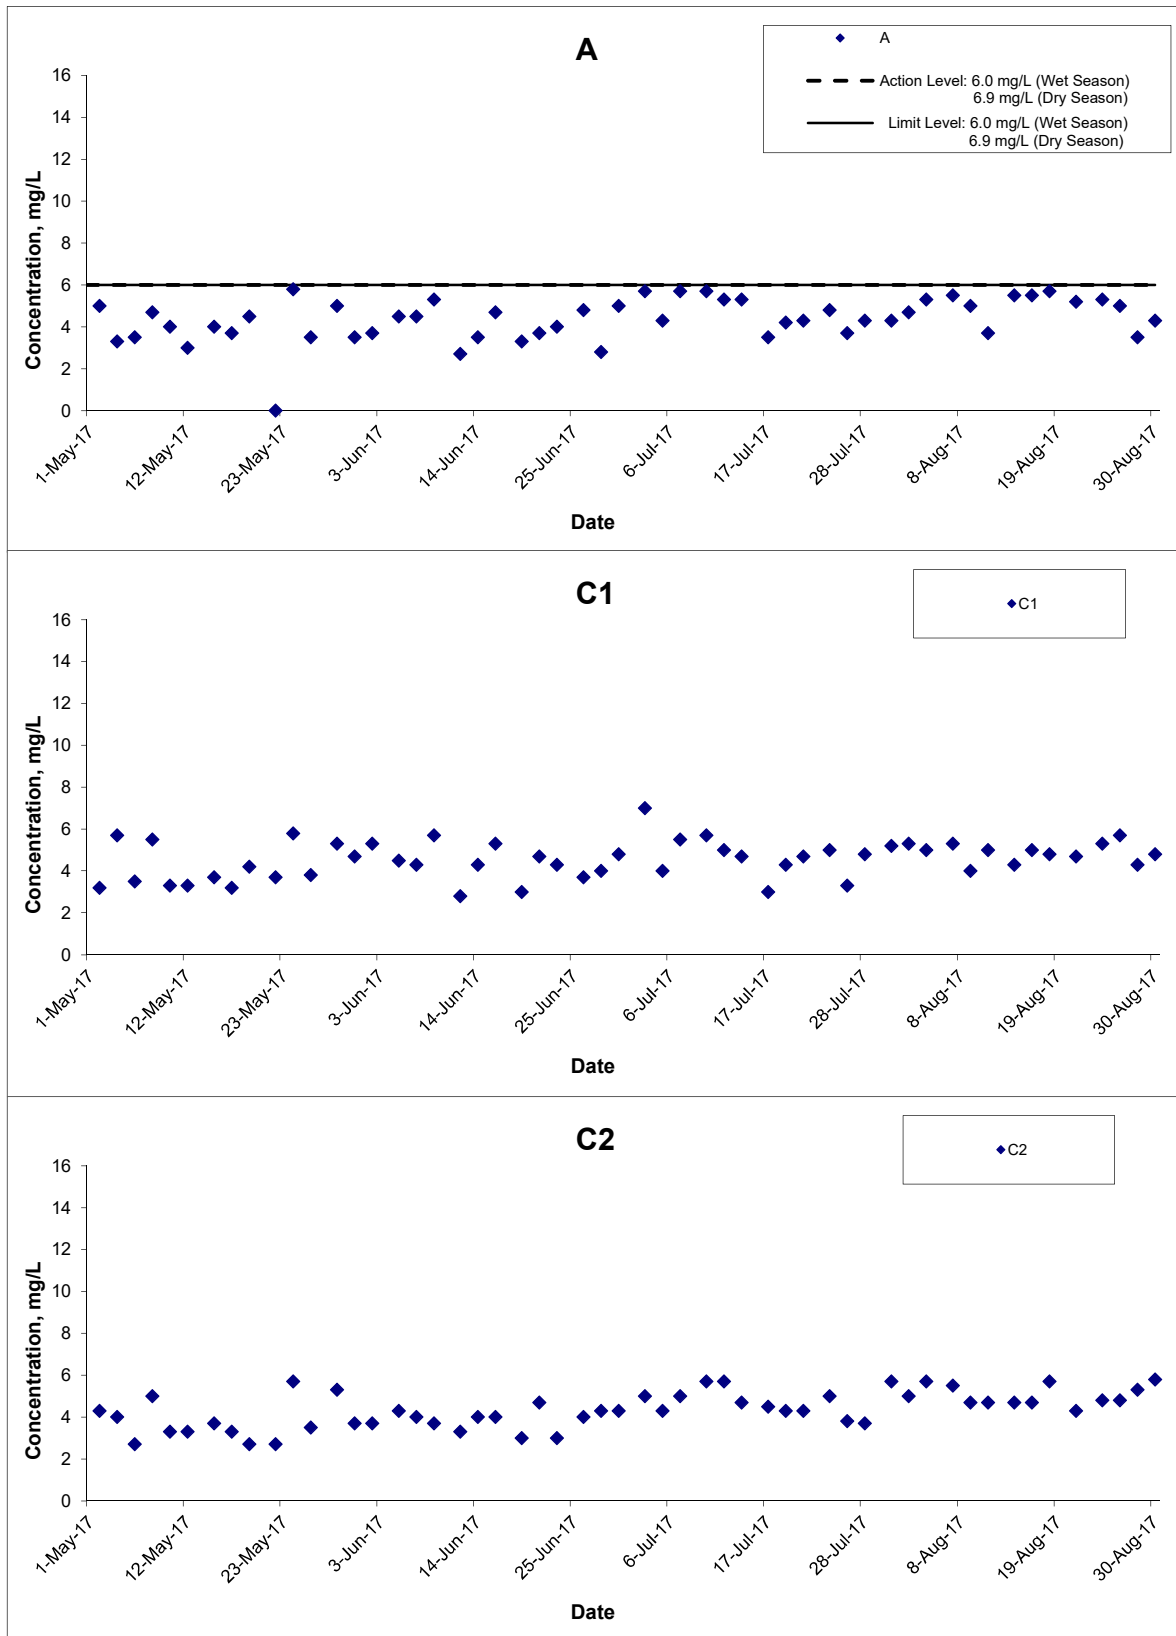 A
A
Action Level: 6.0 mg/L (Wet Season)
6.9 mg/L (Dry Season)
Limit Level: 6.0 mg/L (Wet Season)
6.9 mg/L (Dry Season)
Concentration, mg/L
16
14
12
10
8
6
4
2
0
1-May-17 12-May-17 23-May-17 3-Jun-17 14-Jun-17 25-Jun-17 6-Jul-17 17-Jul-17 28-Jul-17 8-Aug-17 19-Aug-17 30-Aug-17
Date
C1
C1
Concentration, mg/L
16
14
12
10
8
6
4
2
0
1-May-17 12-May-17 23-May-17 3-Jun-17 14-Jun-17 25-Jun-17 6-Jul-17 17-Jul-17 28-Jul-17 8-Aug-17 19-Aug-17 30-Aug-17
Date
C2
C2
Concentration, mg/L
16
14
12
10
8
6
4
2
0
1-May-17 12-May-17 23-May-17 3-Jun-17 14-Jun-17 25-Jun-17 6-Jul-17 17-Jul-17 28-Jul-17 8-Aug-17 19-Aug-17 30-Aug-17
Date